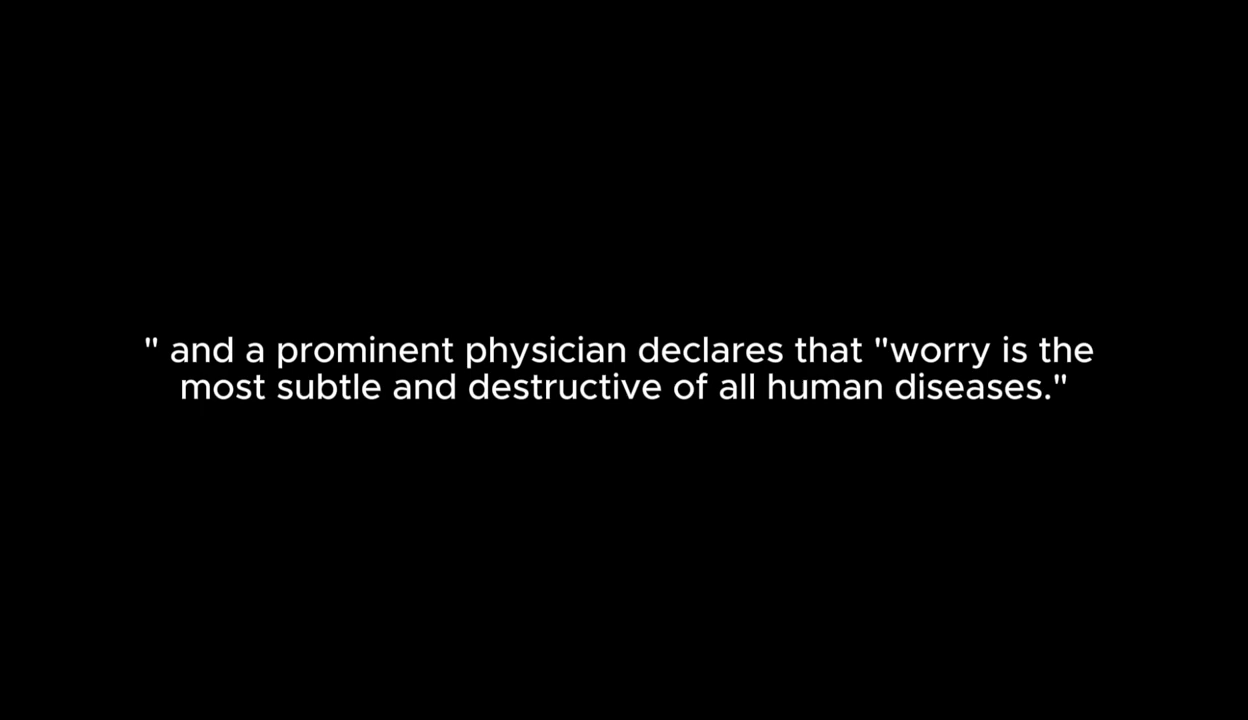 " and a prominent physician declares that "worry is the
most subtle and destructive of all human diseases."